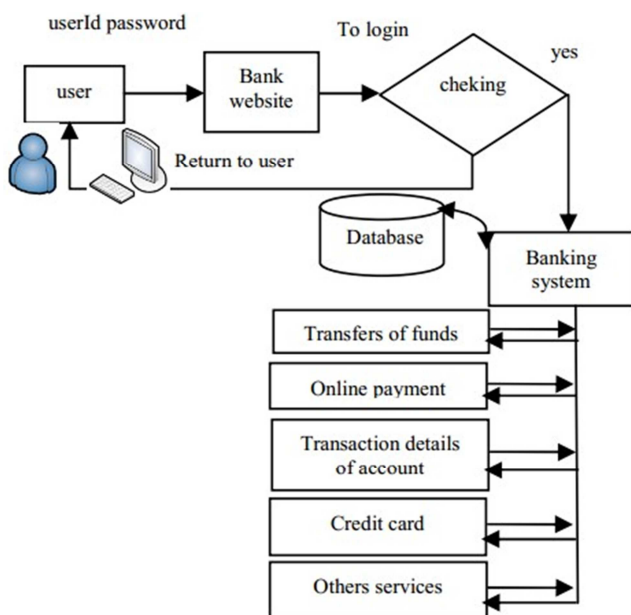 userId password
To login
yes
user
Bank
website
cheking
Return to user
Database
Banking
system
Transfers of funds
Online payment
Transaction details
of account
Credit card
Others services